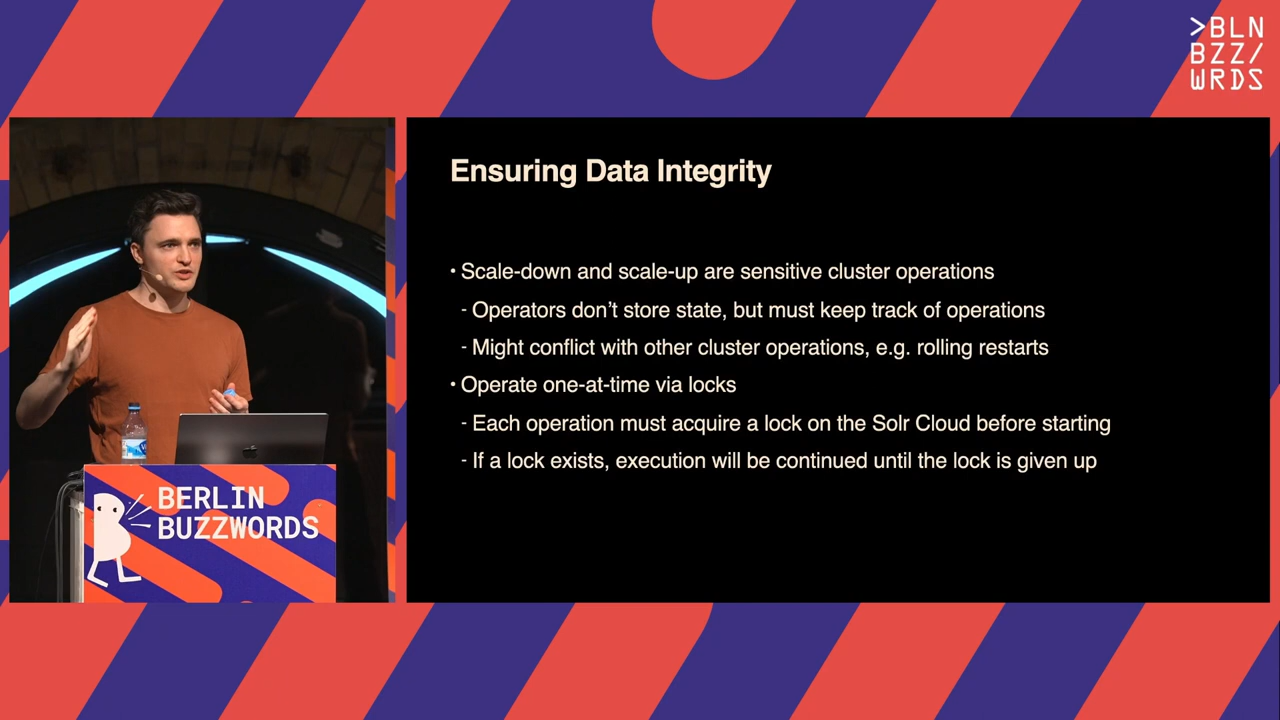 >BLN
BZZ/
WRDS
Ensuring Data Integrity
• Scale-down and scale-up are sensitive cluster operations
- Operators don’t store state, but must keep track of operations
- Might conflict with other cluster operations, e.g. rolling restarts
• Operate one-at-time via locks
- Each operation must acquire a lock on the Solr Cloud before starting
- If a lock exists, execution will be continued until the lock is given up
BERLIN
BUZZWORDS